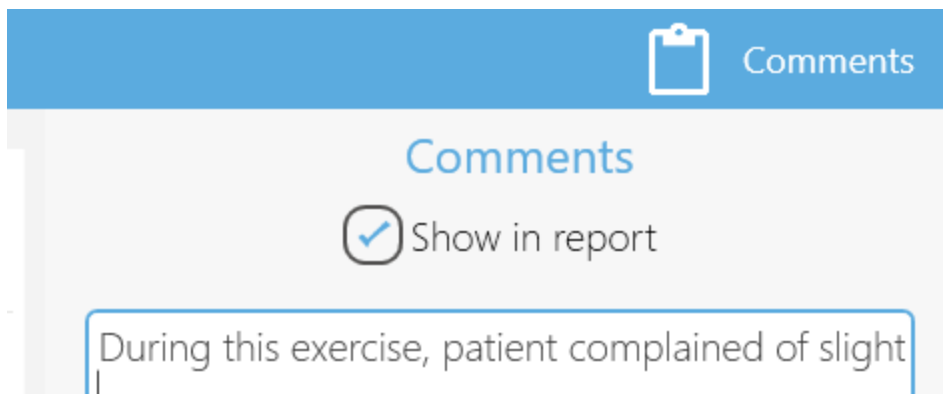 Comments
Comments
Show in report
During this exercise, patient complained of slight